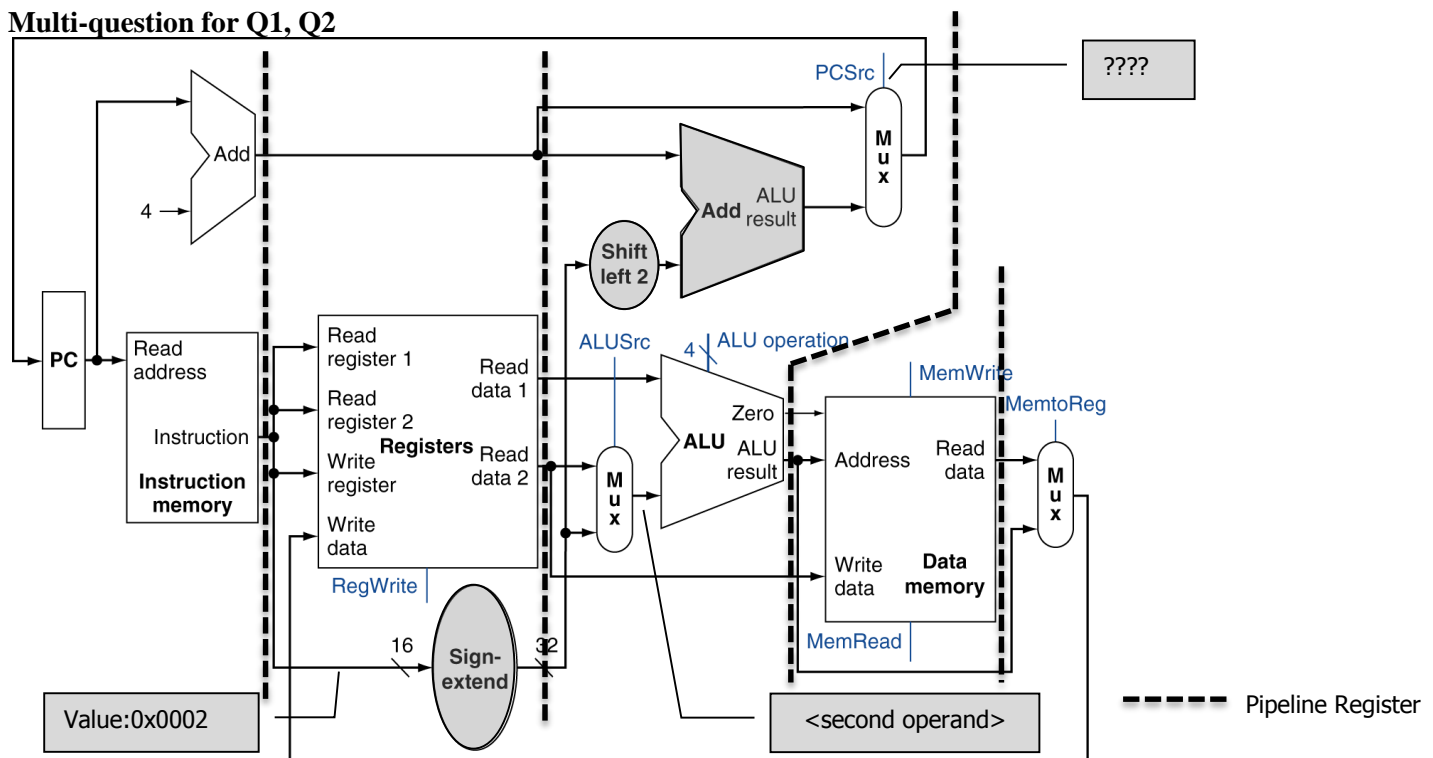 Multi-question for Q1, Q2
????
PCSrc
M
u
x
Add
4
ALU
Add result
Shift
left 2
PC
Read
address
Instruction
Instruction
memory
Read
register 1
Read
register 2
Write
register
Write
data
Registers
Read
data 1
Read
data 2
RegWrite
16
Sign-
extend
32
ALUSrc
M
u
x
4
ALU operation
Zero
ALU
ALU
result
MemWrite
Address
Read
data
Write
data
Data
memory
MemRead
MemtoReg
M
u
x
Value:0x0002
<second operand>
Pipeline Register